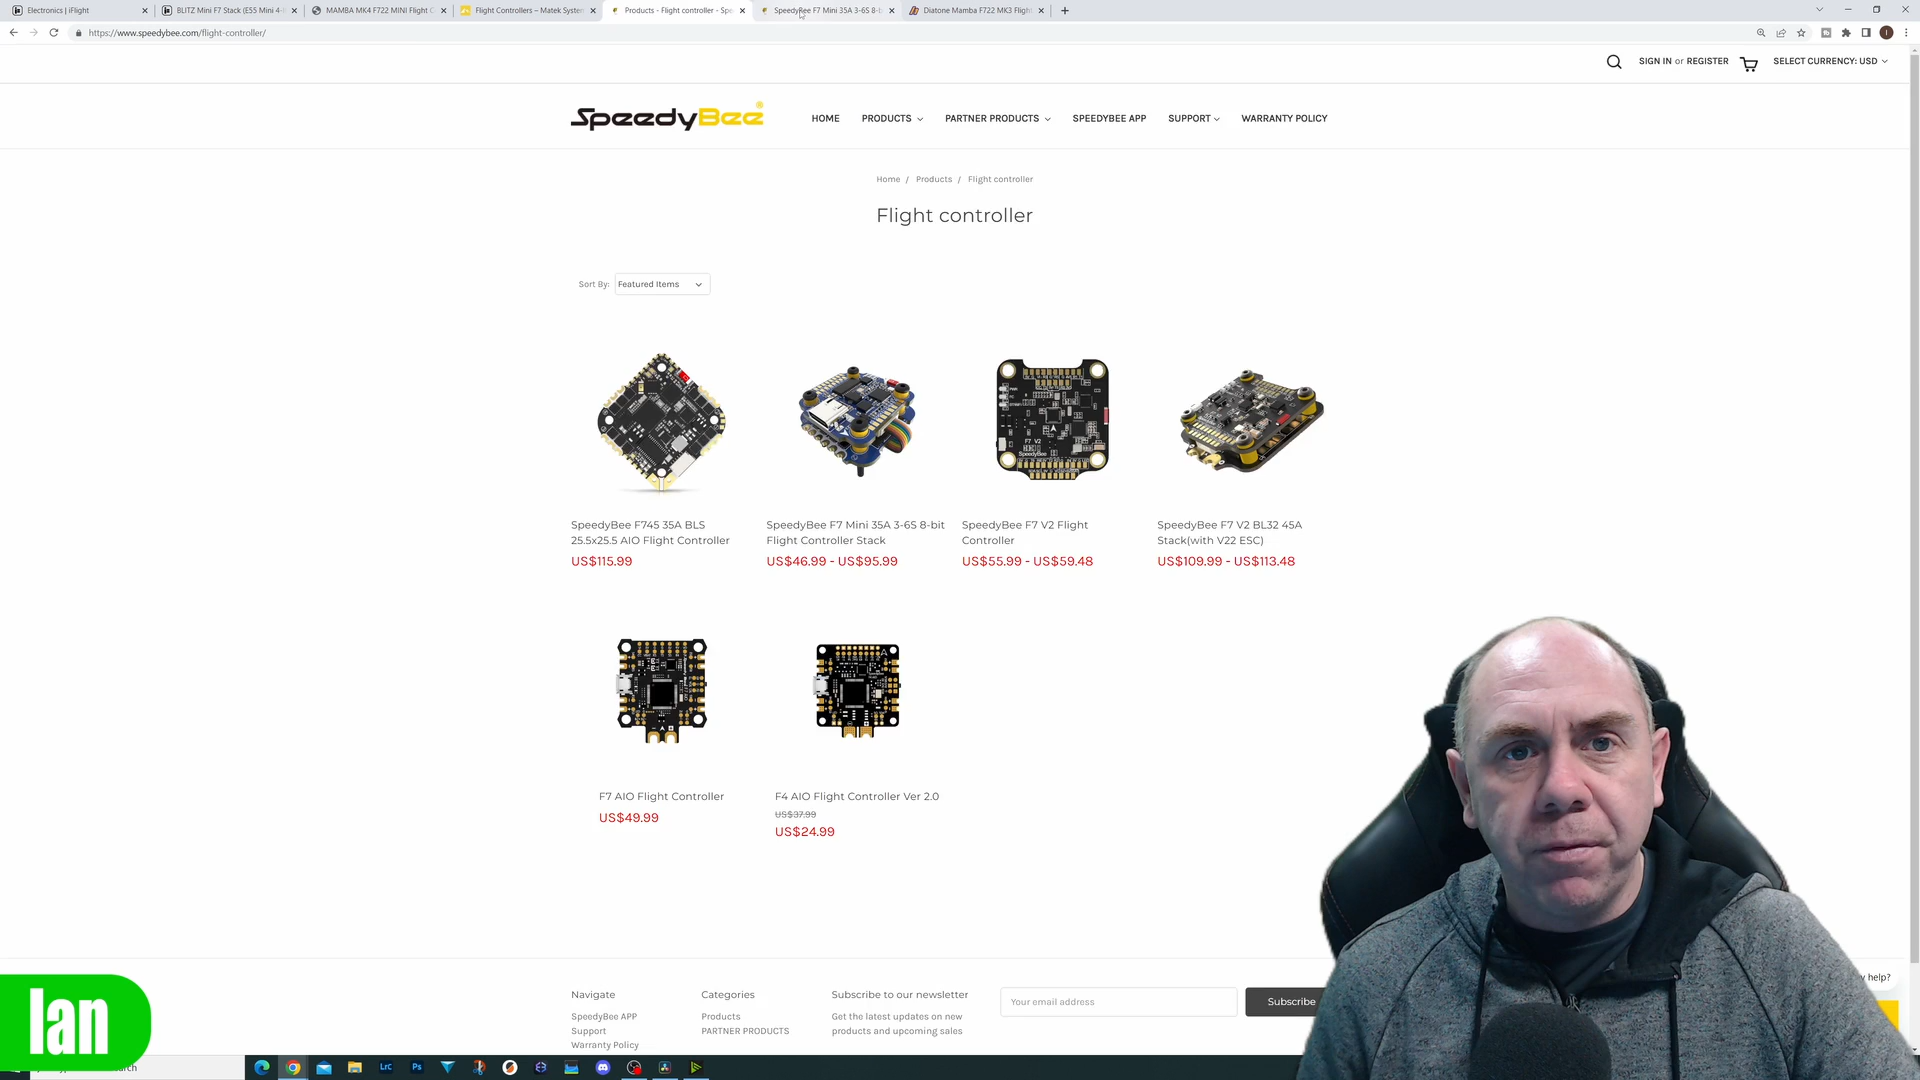 Electronics | iFlight
BLITZ Mini F7 Stack (E55 Mini 4-
MAMBA MK4 F722 MINI Flight C
Flight Controllers – Matek System
Products - Flight controller - Spe
SpeedyBee F7 Mini 35A 3-6S 8-b
Diatone Mamba F722 MK3 Flight
https://www.speedybee.com/flight-controller/
SIGN IN or REGISTER
SELECT CURRENCY: USD
SpeedyBee®
HOME
PRODUCTS
PARTNER PRODUCTS
SPEEDYBEE APP
SUPPORT
WARRANTY POLICY
Home / Products / Flight controller
Flight controller
Sort By: Featured Items
SpeedyBee F745 35A BLS
25.5x25.5 AIO Flight Controller
US$115.99
SpeedyBee F7 Mini 35A 3-6S 8-bit
Flight Controller Stack
US$46.99 - US$95.99
SpeedyBee F7 V2 Flight
Controller
US$55.99 - US$59.48
SpeedyBee F7 V2 BL32 45A
Stack(with V22 ESC)
US$109.99 - US$113.48
F7 AIO Flight Controller
US$49.99
F4 AIO Flight Controller Ver 2.0
US$37.99
US$24.99
Navigate
SpeedyBee APP
Support
Warranty Policy
Categories
Products
PARTNER PRODUCTS
Subscribe to our newsletter
Get the latest updates on new
products and upcoming sales
Your email address
Subscribe
help?
Ian